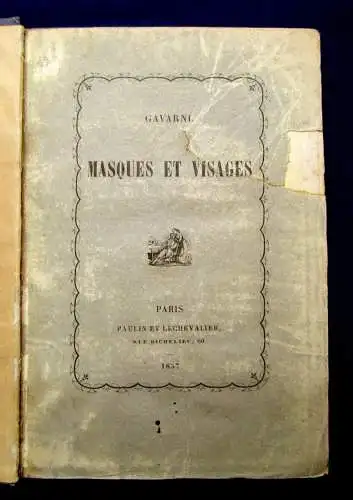 GAVARNI.
MASQUES ET VISAGES
PARIS
PAULIN ET LECHEVALIER,
RUE RICHELIEU, 60
1857